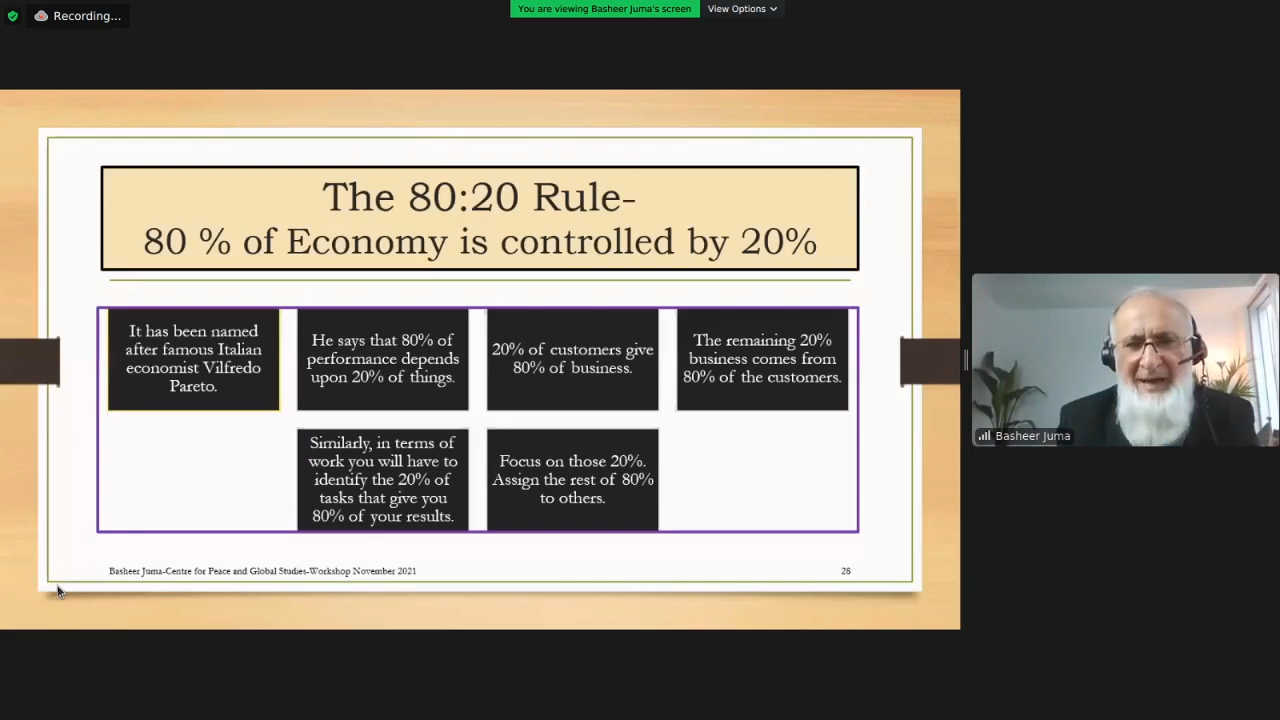 Recording...
You are viewing Basheer Juma's screen
View Options
The 80:20 Rule-
80 % of Economy is controlled by 20%
It has been named
after famous Italian
economist Vilfredo
Pareto.
He says that 80% of
performance depends
upon 20% of things.
20% of customers give
80% of business.
The remaining 20%
business comes from
80% of the customers.
Similarly, in terms of
work you will have to
identify the 20% of
tasks that give you
80% of your results.
Focus on those 20%.
Assign the rest of 80%
to others.
Basheer Juma-Centre for Peace and Global Studies-Workshop November 2021
28
Basheer Juma